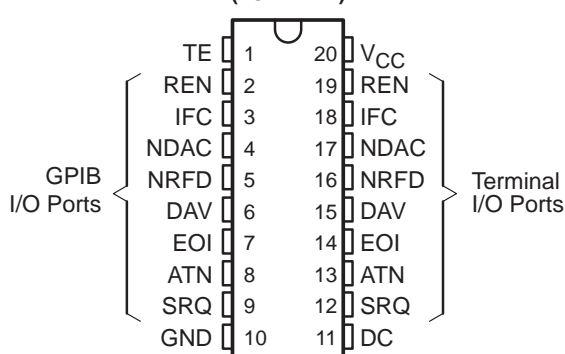 TE 1 20 VCC
REN 2 19 REN
IFC 3 18 IFC
NDAC 4 17 NDAC
NRFD 5 16 NRFD
DAV 6 15 DAV
EOI 7 14 EOI
ATN 8 13 ATN
SRQ 9 12 SRQ
GND 10 11 DC
GPIB
I/O Ports
Terminal
I/O Ports